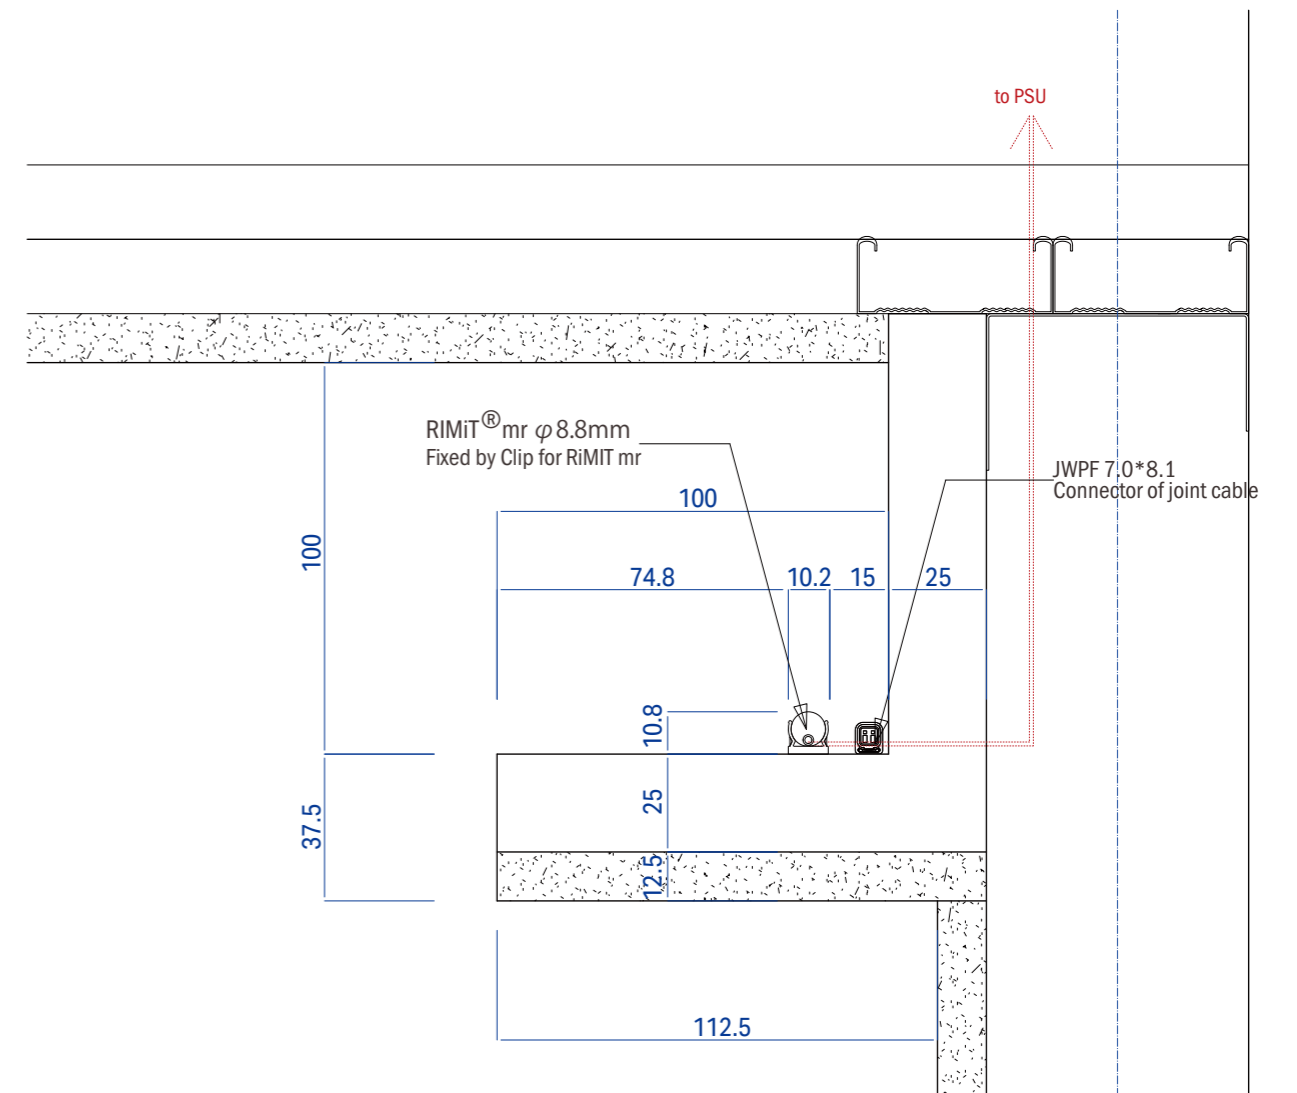 to PSU
RIMiT®mr φ8.8mm
Fixed by Clip for RiMIT mr
JWPF 7.0*8.1
Connector of joint cable
100
100
74.8
10.2
15
25
10.8
37.5
25
12.5
112.5